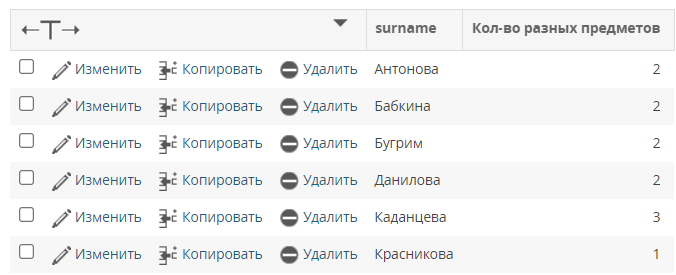 surname Кол-во разных предметов
Изменить Копировать Удалить Антонова 2
Изменить Копировать Удалить Бабкина 2
Изменить Копировать Удалить Бугрим 2
Изменить Копировать Удалить Данилова 2
Изменить Копировать Удалить Каданцева 3
Изменить Копировать Удалить Красникова 1